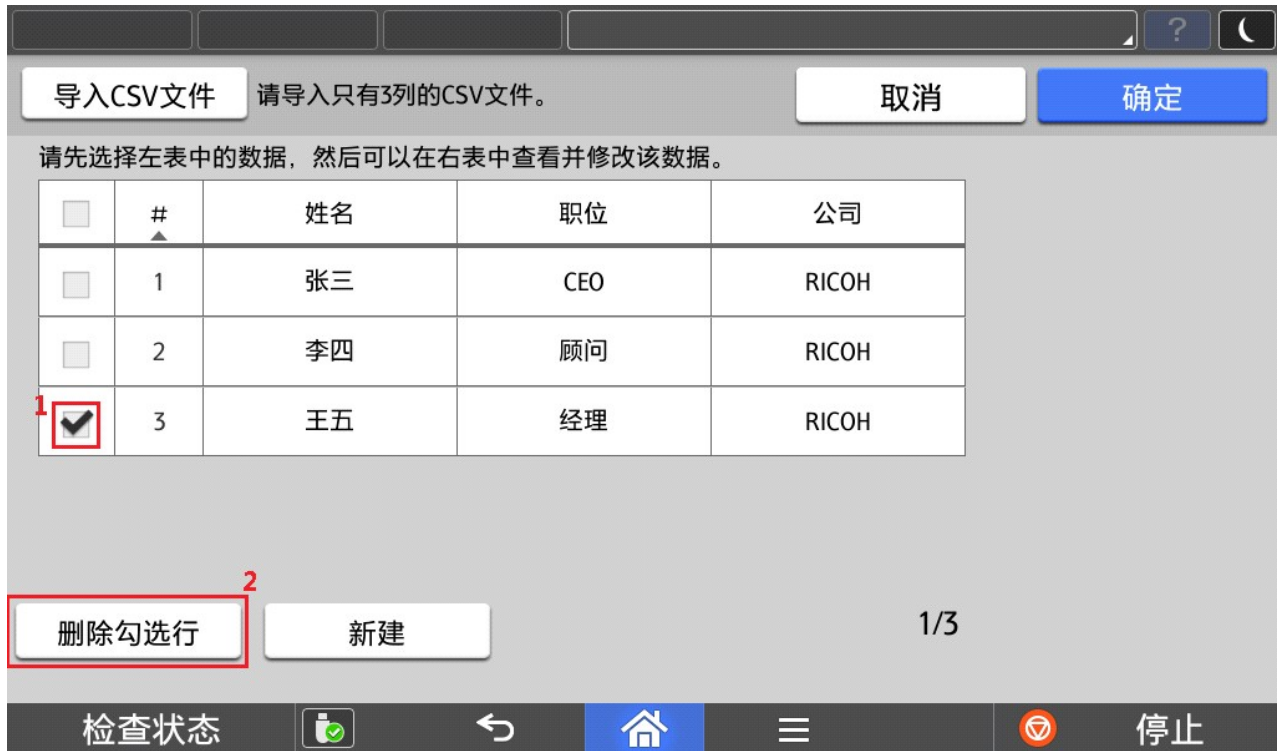 ?
导入CSV文件 请导入只有3列的CSV文件。 取消 确定
请先选择左表中的数据，然后可以在右表中查看并修改该数据。
# 姓名 职位 公司
1 张三 CEO RICOH
2 李四 顾问 RICOH
1 3 王五 经理 RICOH
2
删除勾选行 新建 1/3
检查状态 停止